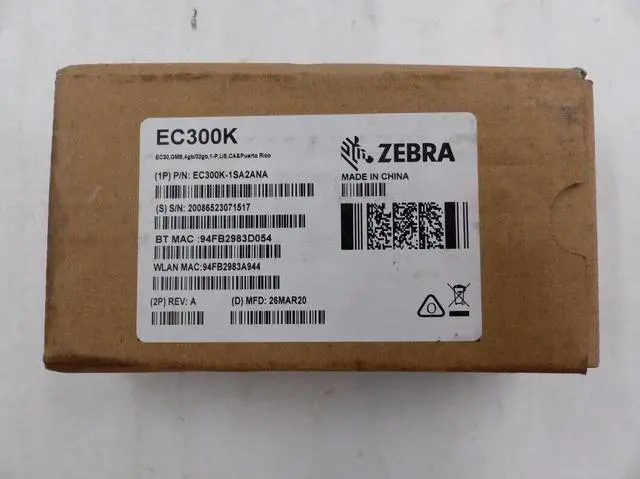 EC300K
EC30,GMS,4gb/32gb,1-P,US,CA&Puerto Rico
(1P) P/N: EC300K-1SA2ANA
(S) S/N: 20086523071517
BT MAC :94FB2983D054
WLAN MAC:94FB2983A944
(2P) REV: A
(D) MFD: 26MAR20
ZEBRA
MADE IN CHINA